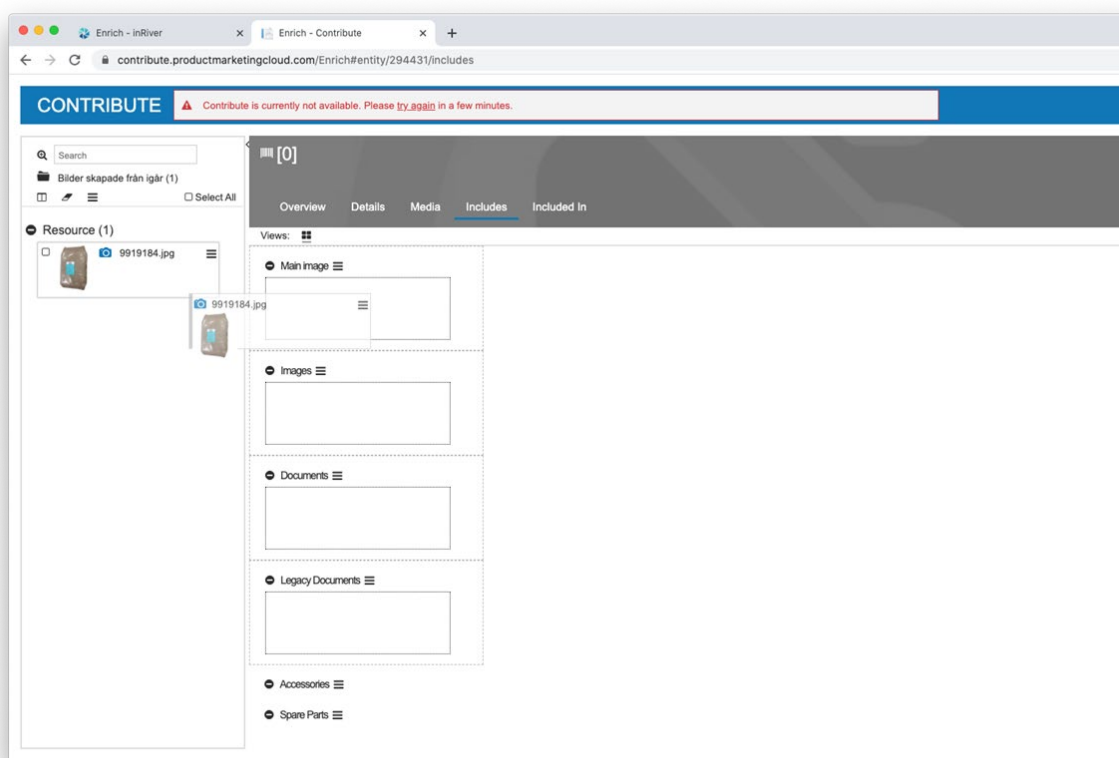 Enrich - inRiver
Enrich - Contribute
contribute.productmarketingcloud.com/Enrich#entity/294431/includes
CONTRIBUTE
Contribute is currently not available. Please try again in a few minutes.
Search
Bilder skapade från igår (1)
Select All
Resource (1)
9919184.jpg
[0]
Overview Details Media Includes Included In
Views:
Main image
9919184.jpg
Images
Documents
Legacy Documents
Accessories
Spare Parts